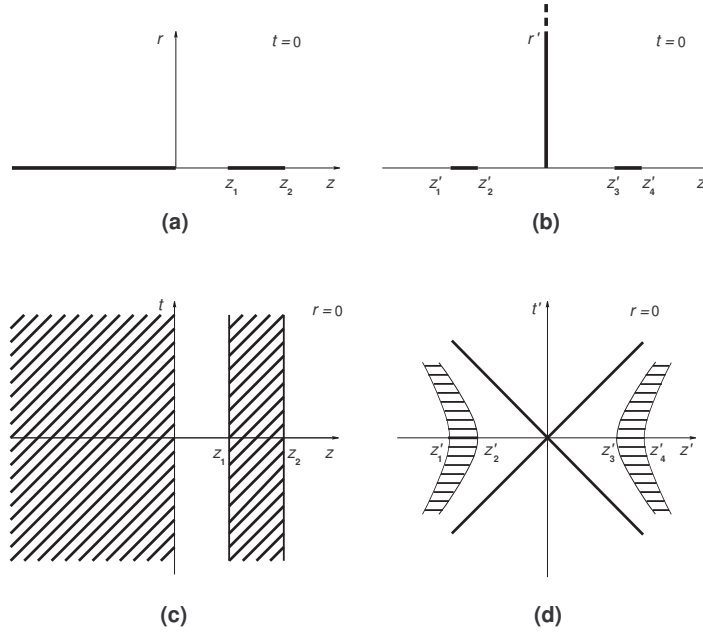 r t = 0
z₁ z₂ z
(a)
r' t = 0
z'₁ z'₂ z'₃ z'₄ z
(b)
t r = 0
z₁ z₂ z
(c)
t' r = 0
z'₁ z'₂ z'₃ z'₄ z'
(d)